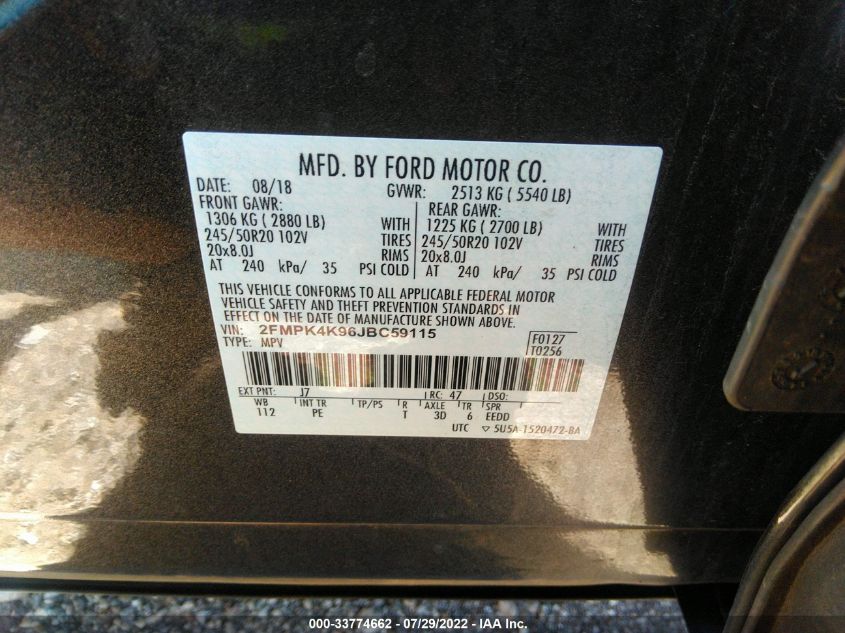 MFD. BY FORD MOTOR CO.
DATE: 08/18 GVWR: 2513 KG ( 5540 LB)
FRONT GAWR: REAR GAWR:
1306 KG ( 2880 LB) WITH 1225 KG ( 2700 LB) WITH
245/50R20 102V TIRES 245/50R20 102V TIRES
20x8.0J RIMS 20x8.0J RIMS
AT 240 kPa/ 35 PSI COLD AT 240 kPa/ 35 PSI COLD
THIS VEHICLE CONFORMS TO ALL APPLICABLE FEDERAL MOTOR
VEHICLE SAFETY AND THEFT PREVENTION STANDARDS IN
EFFECT ON THE DATE OF MANUFACTURE SHOWN ABOVE.
VIN: 2FMPK4K96JBC59115 F0127
TYPE: MPV T0256
EXT PNT: J7 RC: 47 DSO:
WB INT TR TP/PS R AXLE TR SPR
112 PE T 3D 6 EEDD
UTC ▽ 5U5A-1520472-BA
000-33774662 - 07/29/2022 - IAA Inc.